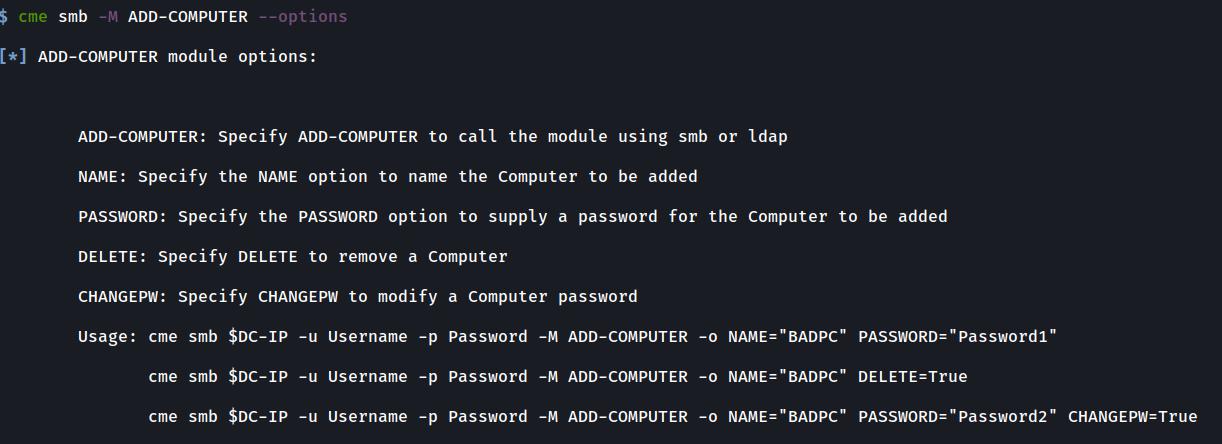 $ cme smb -M ADD-COMPUTER --options
[*] ADD-COMPUTER module options:
ADD-COMPUTER: Specify ADD-COMPUTER to call the module using smb or ldap
NAME: Specify the NAME option to name the Computer to be added
PASSWORD: Specify the PASSWORD option to supply a password for the Computer to be added
DELETE: Specify DELETE to remove a Computer
CHANGEPW: Specify CHANGEPW to modify a Computer password
Usage: cme smb $DC-IP -u Username -p Password -M ADD-COMPUTER -o NAME="BADPC" PASSWORD="Password1"
cme smb $DC-IP -u Username -p Password -M ADD-COMPUTER -o NAME="BADPC" DELETE=True
cme smb $DC-IP -u Username -p Password -M ADD-COMPUTER -o NAME="BADPC" PASSWORD="Password2" CHANGEPW=True